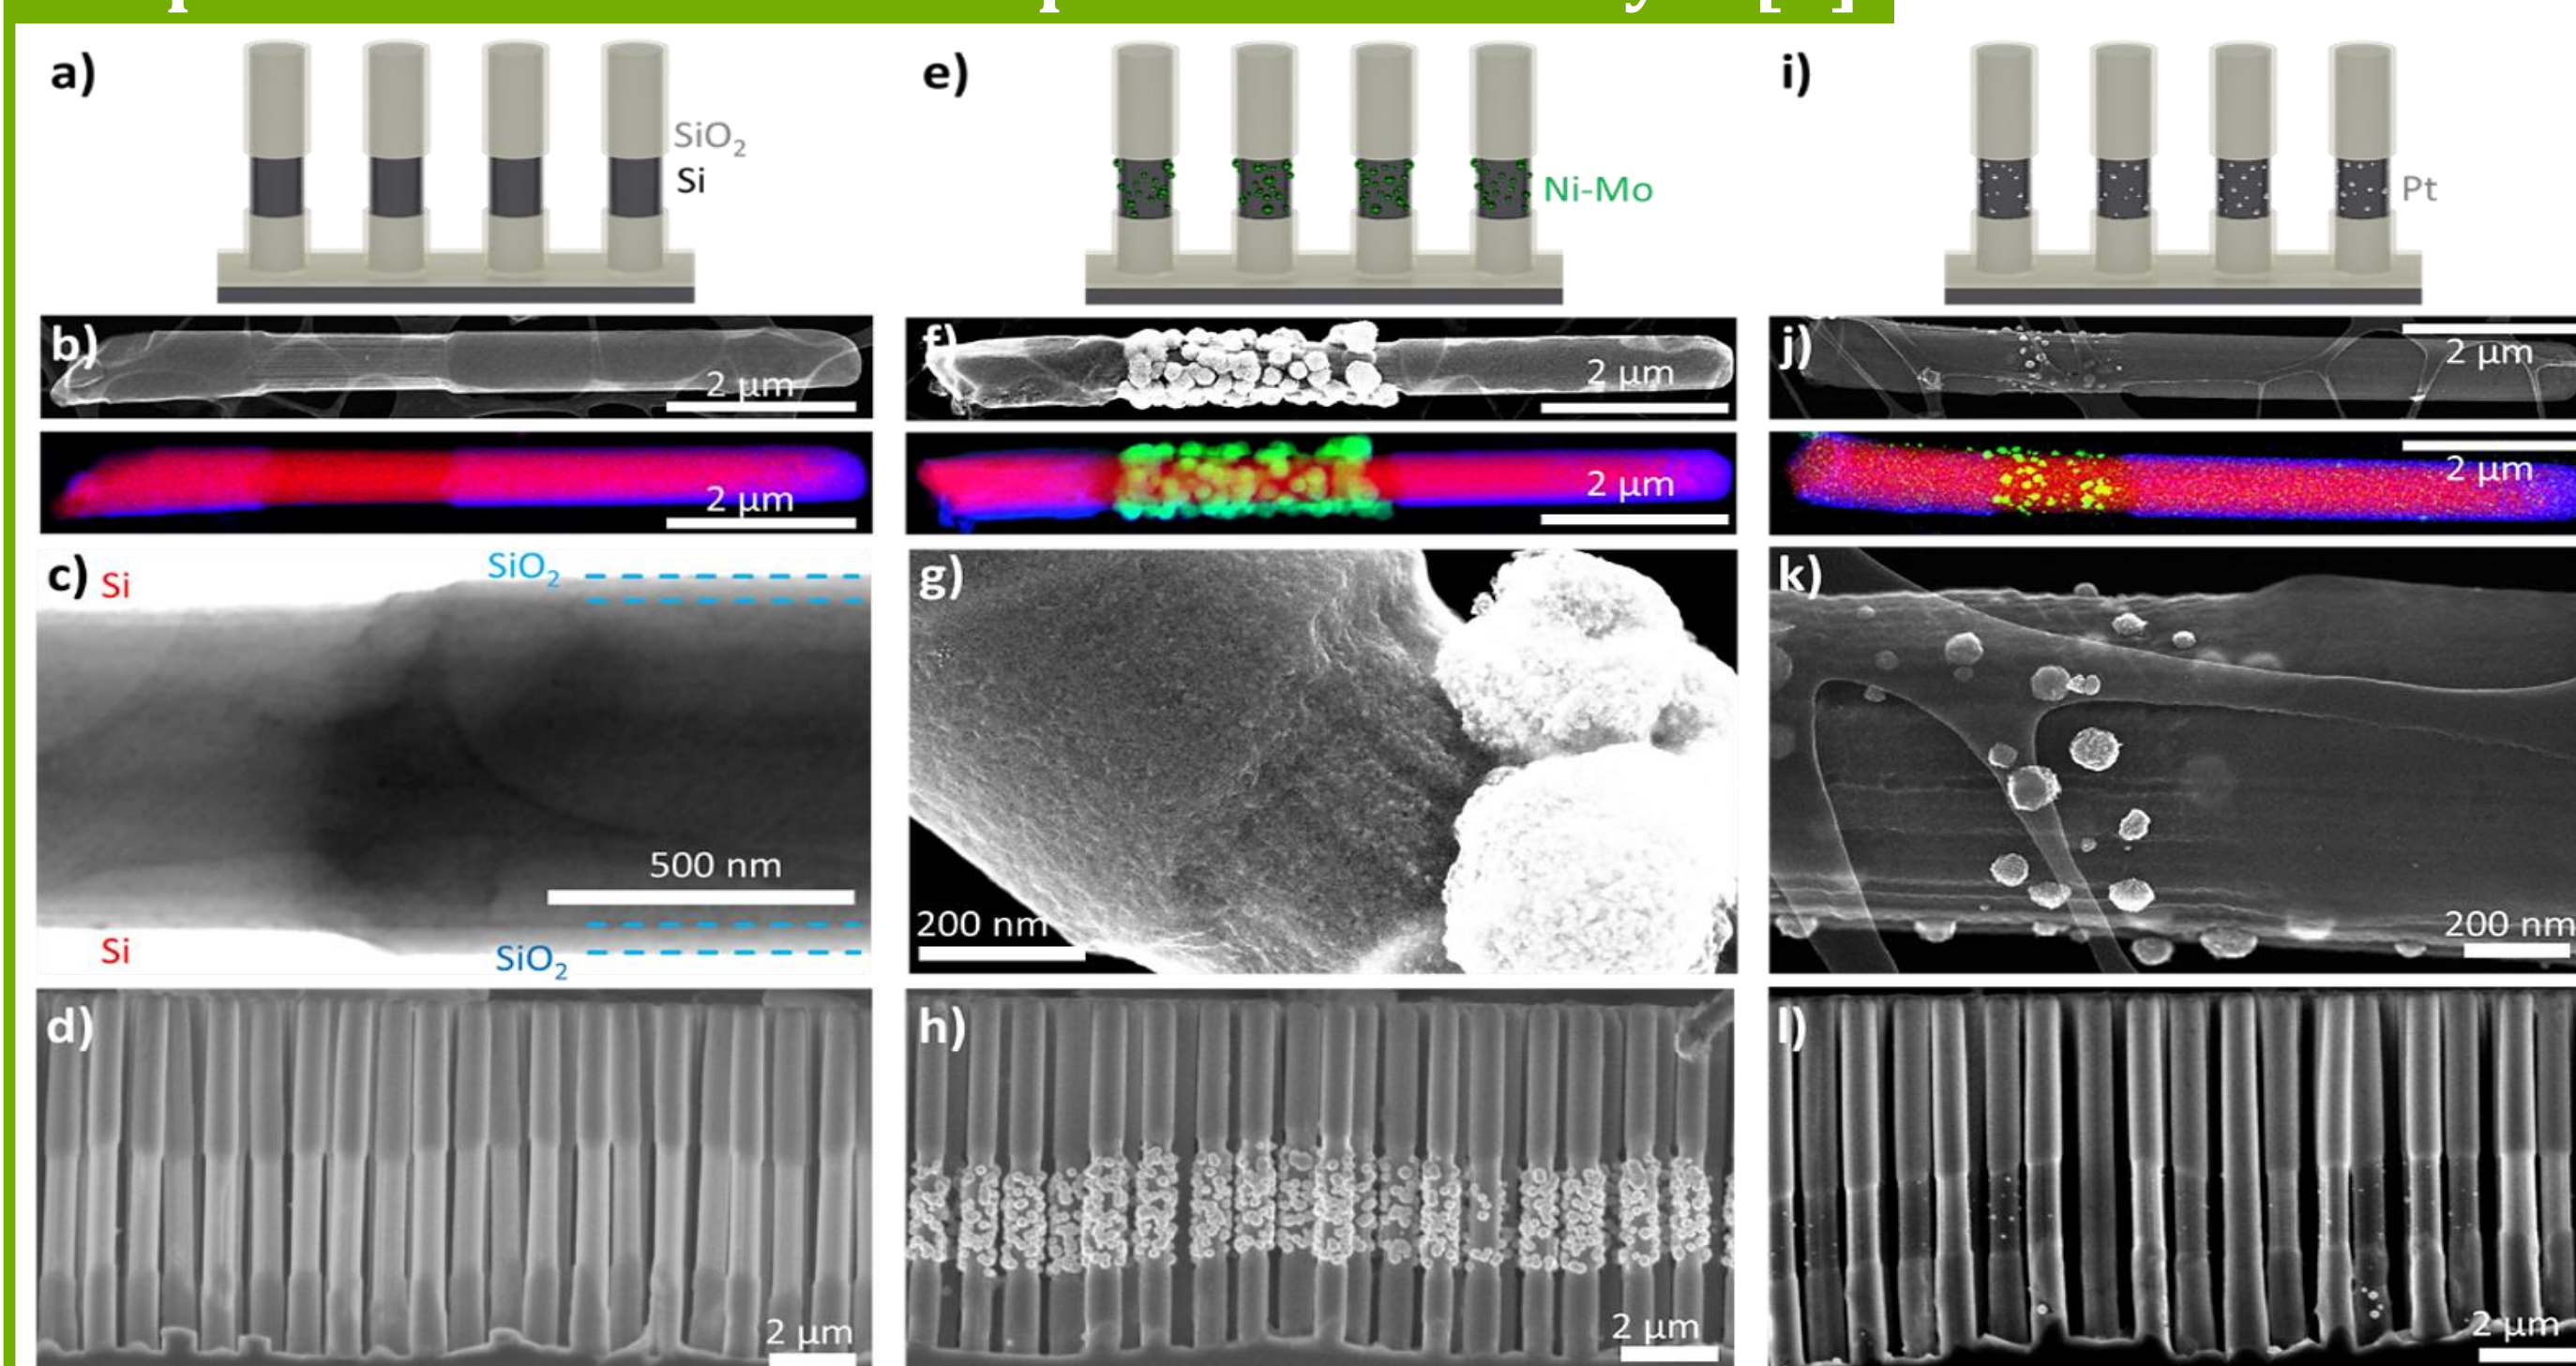 a)
SiO2
Si
b)
2 µm
2 µm
c)
Si
SiO2
500 nm
Si
SiO2
d)
2 µm
e)
Ni-Mo
f)
2 µm
2 µm
g)
200 nm
h)
2 µm
i)
Pt
j)
2 µm
2 µm
k)
200 nm
l)
2 µm